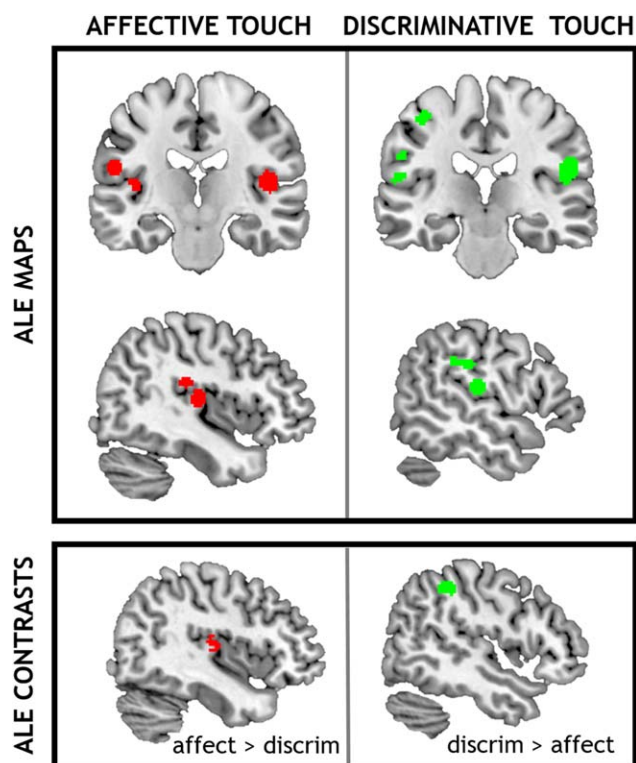 AFFECTIVE TOUCH
DISCRIMINATIVE TOUCH
ALE MAPS
ALE CONTRASTS
affect > discrim
discrim > affect